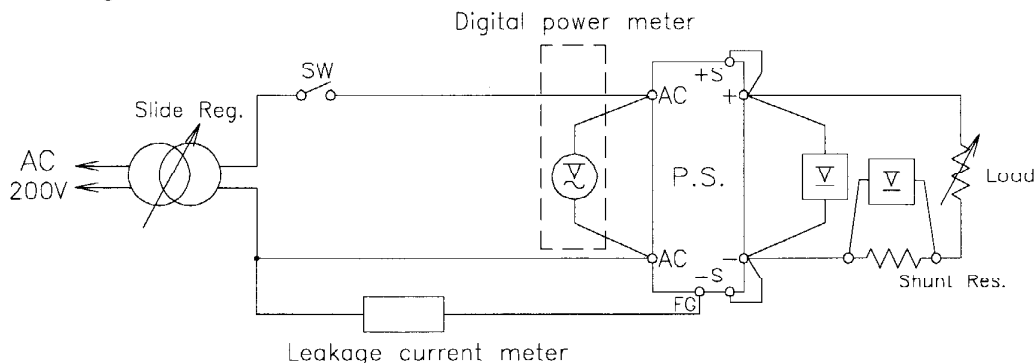 Digital power meter
SW
Slide Reg.
AC
200V
AC
+S
+
P.S.
V
V
V
Load
AC
-
-S
FG
Shunt Res.
Leakage current meter